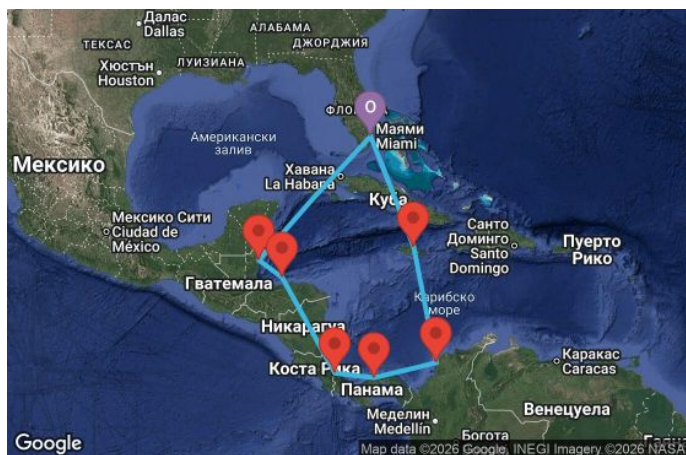 Далас
Dallas
АЛАБАМА
ТЕКСАС
ДЖОРДЖИЯ
ЛУИЗИАНА
Хюстън
Houston
О
Маями
Miami
Американски
залив
Хавана
La Habana
Мексико
Куба
Мексико Сити
Ciudad de
México
Санто
Доминго
Santo
Domingo
Пуерто
Рико
Гватемала
Карибско
море
Никарагуа
Коста Рика
Панама
Каракас
Caracas
Меделин
Medellín
Венецуела
Богота
Google
Map data ©2026 Google, INEGI Imagery ©2026 NASA